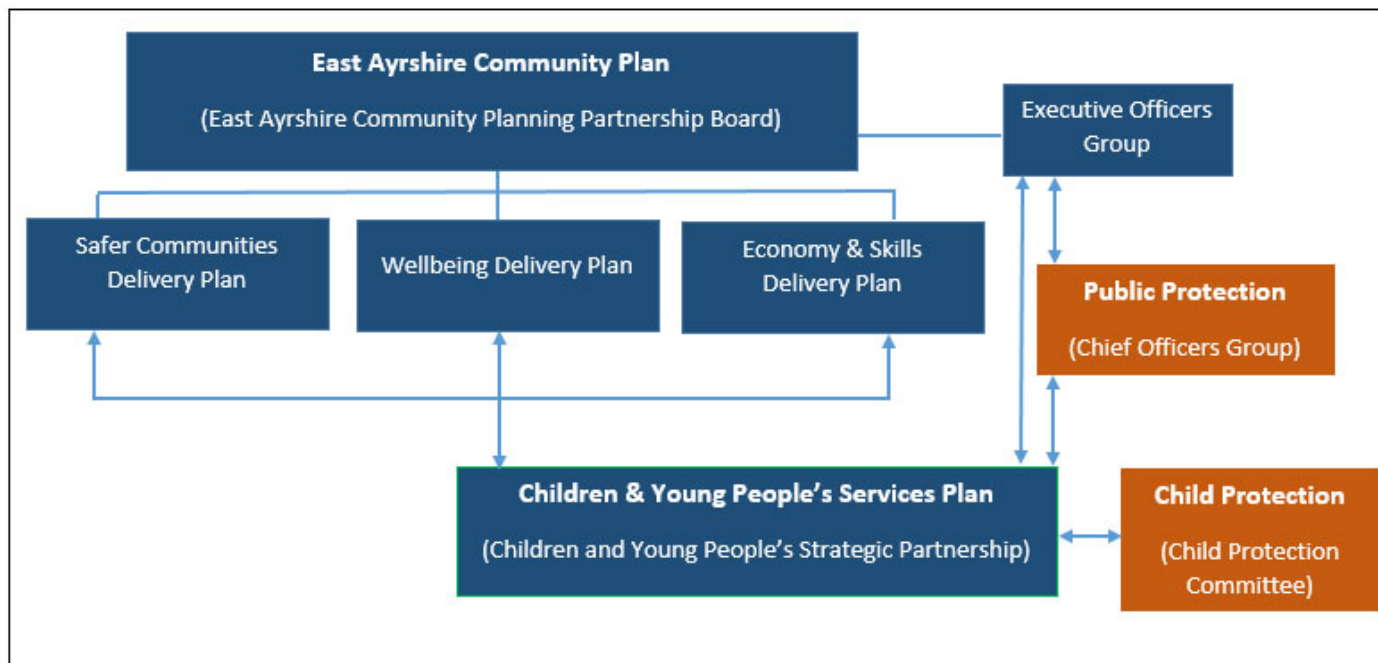 East Ayrshire Community Plan
(East Ayrshire Community Planning Partnership Board)
Executive Officers
Group
Safer Communities
Delivery Plan
Wellbeing Delivery Plan
Economy & Skills
Delivery Plan
Public Protection
(Chief Officers Group)
Children & Young People’s Services Plan
(Children and Young People’s Strategic Partnership)
Child Protection
(Child Protection
Committee)